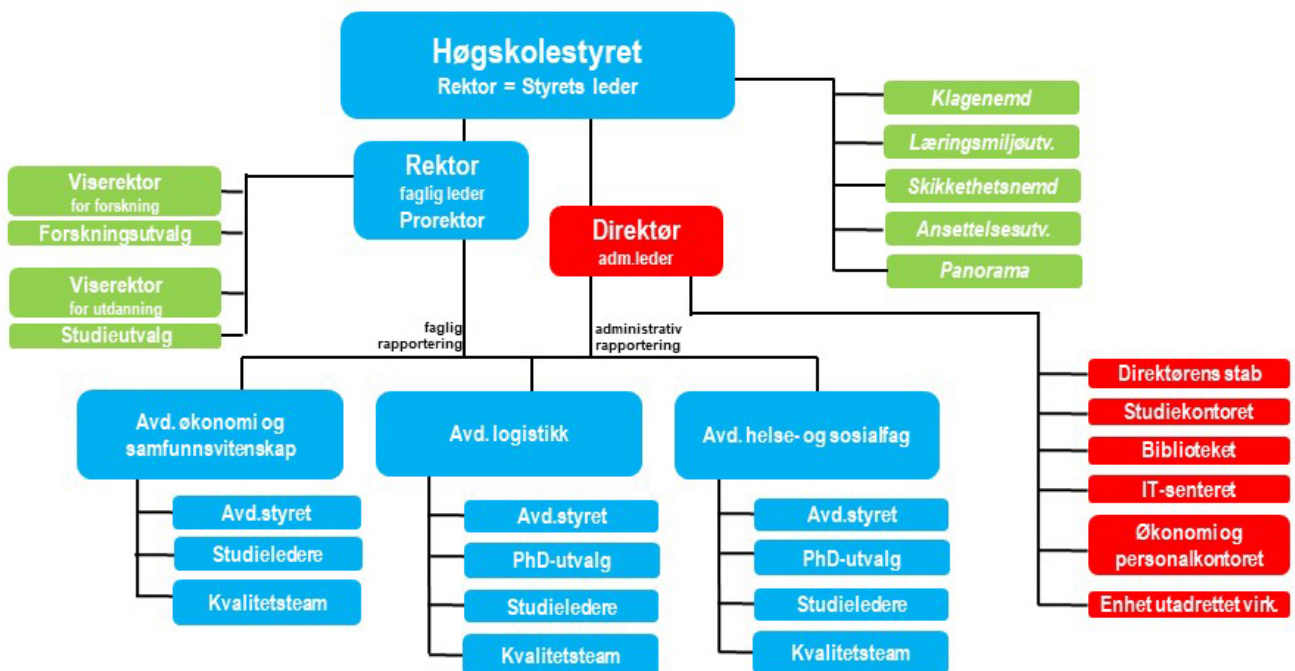 Høgskolestyret
Rektor = Styrets leder
Klagenemd
Læringsmiljøutv.
Skikkethetsnemd
Ansettelsesutv.
Panorama
Rektor
faglig leder
Prorektor
Viserektor
for forskning
Forskningsutvalg
Viserektor
for utdanning
Studieutvalg
Direktør
adm.leder
faglig
rapportering
administrativ
rapportering
Direktørens stab
Studiekontoret
Biblioteket
IT-senteret
Økonomi og
personalkontoret
Enhet utadrettet virk.
Avd. økonomi og
samfunnsvitenskap
Avd.styret
Studieledere
Kvalitetsteam
Avd. logistikk
Avd.styret
PhD-utvalg
Studieledere
Kvalitetsteam
Avd. helse- og sosialfag
Avd.styret
PhD-utvalg
Studieledere
Kvalitetsteam